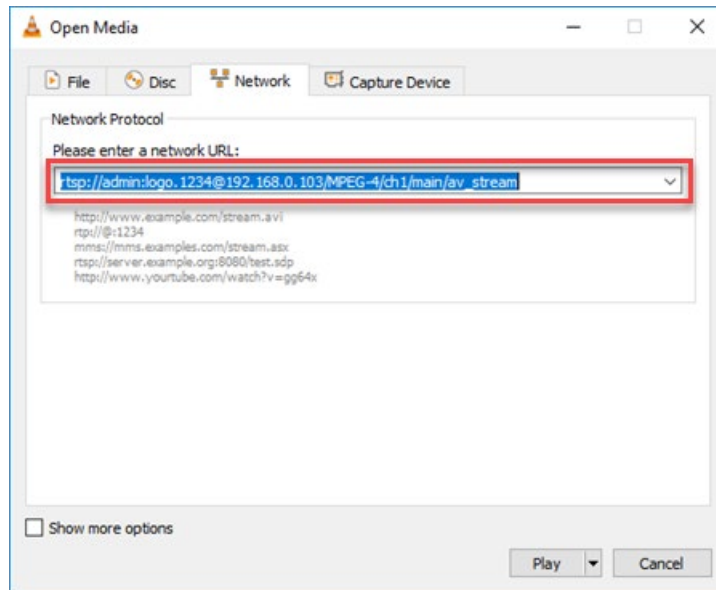 Open Media
File Disc Network Capture Device
Network Protocol
Please enter a network URL:
rtsp://admin:logo.1234@192.168.0.103/MPEG-4/ch1/main/av_stream
http://www.example.com/stream.avi
rtp://@:1234
mms://mms.examples.com/stream.asx
rtsp://server.example.org:8080/test.sdp
http://www.yourtube.com/watch?v=gg64x
Show more options
Play Cancel